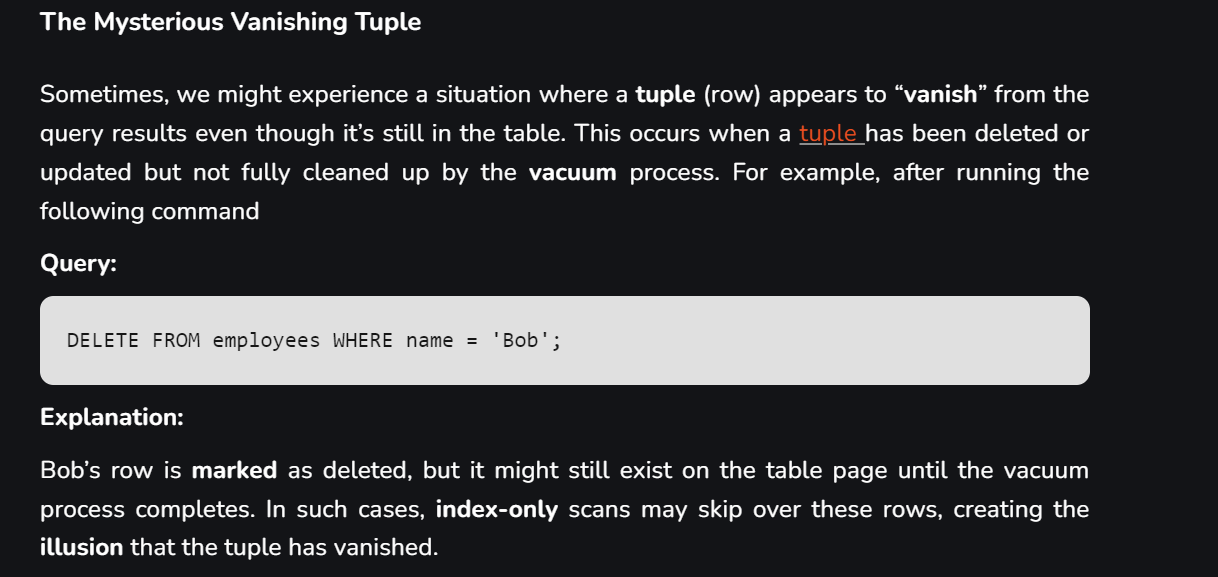 The Mysterious Vanishing Tuple
Sometimes, we might experience a situation where a tuple (row) appears to “vanish” from the
query results even though it’s still in the table. This occurs when a tuple has been deleted or
updated but not fully cleaned up by the vacuum process. For example, after running the
following command
Query:
DELETE FROM employees WHERE name = 'Bob';
Explanation:
Bob’s row is marked as deleted, but it might still exist on the table page until the vacuum
process completes. In such cases, index-only scans may skip over these rows, creating the
illusion that the tuple has vanished.